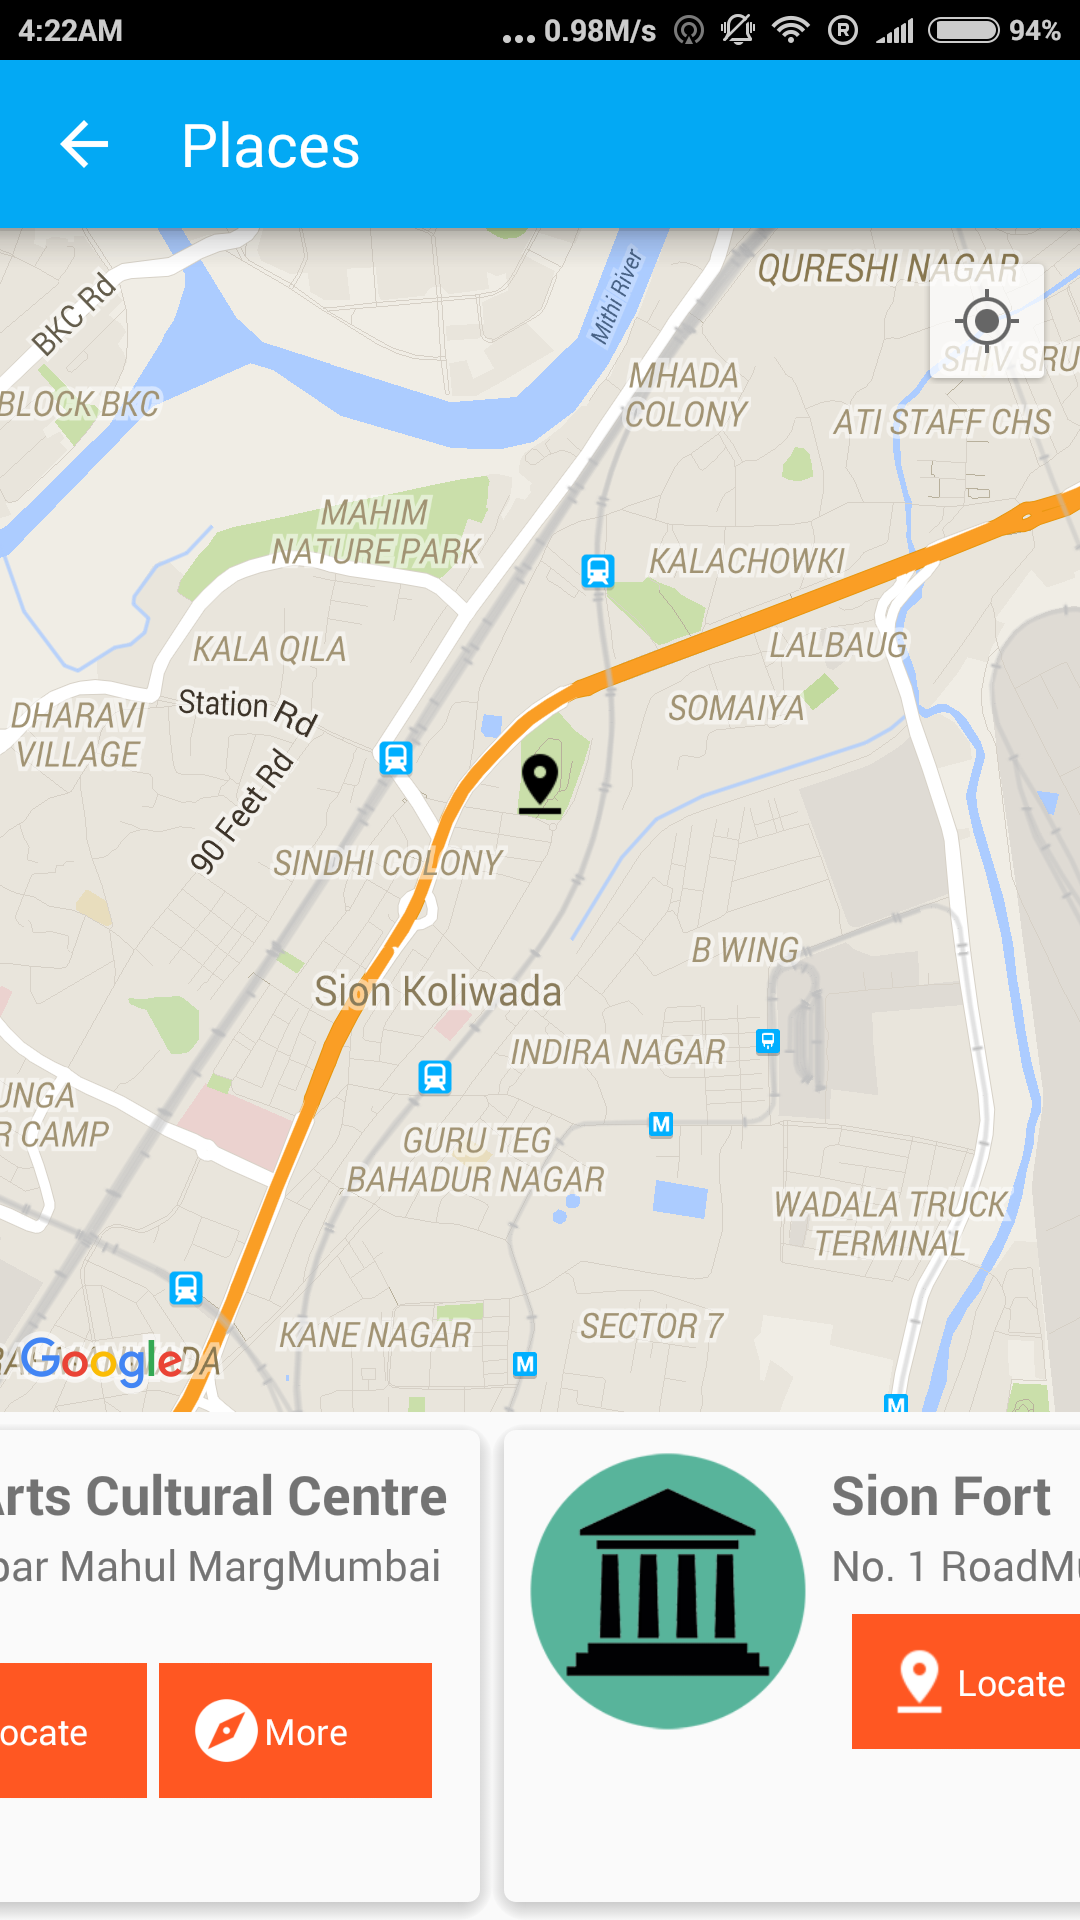 4:22AM
... 0.98M/s
R
94%
Places
BKC Rd
Mithi River
QURESHI NAGAR
SHIV SRU
BLOCK BKC
MHADA
COLONY
ATI STAFF CHS
MAHIM
NATURE PARK
KALACHOWKI
KALA QILA
LALBAUG
Station Rd
DHARAVI
VILLAGE
SOMAIYA
90 Feet Rd
SINDHI COLONY
B WING
Sion Koliwada
INDIRA NAGAR
UNGA
R CAMP
M
GURU TEG
BAHADUR NAGAR
WADALA TRUCK
TERMINAL
KANE NAGAR
SECTOR 7
Google
DA
M
M
Arts Cultural Centre
par Mahul MargMumbai
ocate
More
Sion Fort
No. 1 RoadMu
Locate